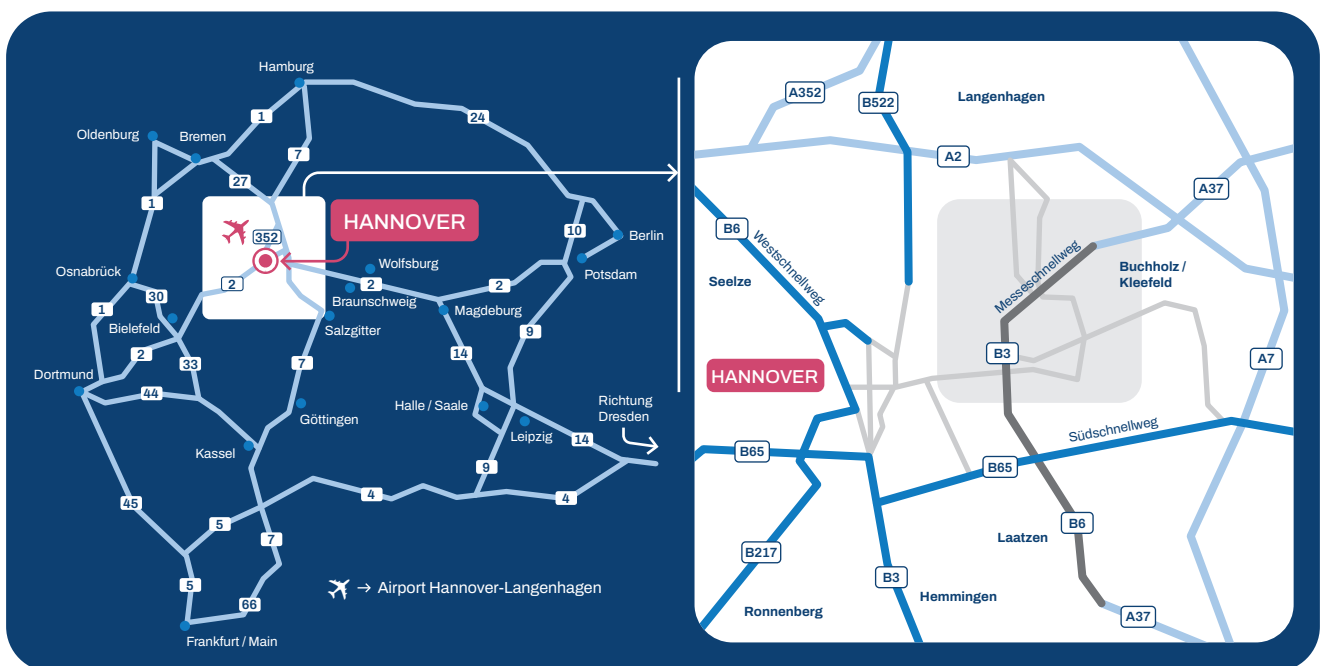 Hamburg
1
24
Oldenburg
Bremen
7
27
1
HANNOVER
352
10
Berlin
Wolfsburg
Potsdam
Osnabrück
2
2
2
30
Braunschweig
1
Magdeburg
Bielefeld
Salzgitter
9
2
33
7
14
Dortmund
44
Halle / Saale
Richtung
Dresden
Göttingen
Leipzig
14
Kassel
9
45
4
4
5
7
5
66
Airport Hannover-Langenhagen
Frankfurt / Main
A352
B522
Langenhagen
A2
A37
B6
Westschnellweg
Messeschnellweg
Seelze
Buchholz /
Kleefeld
B3
A7
HANNOVER
Südschnellweg
B65
B65
B6
Laatzen
B217
B3
Hemmingen
Ronnenberg
A37